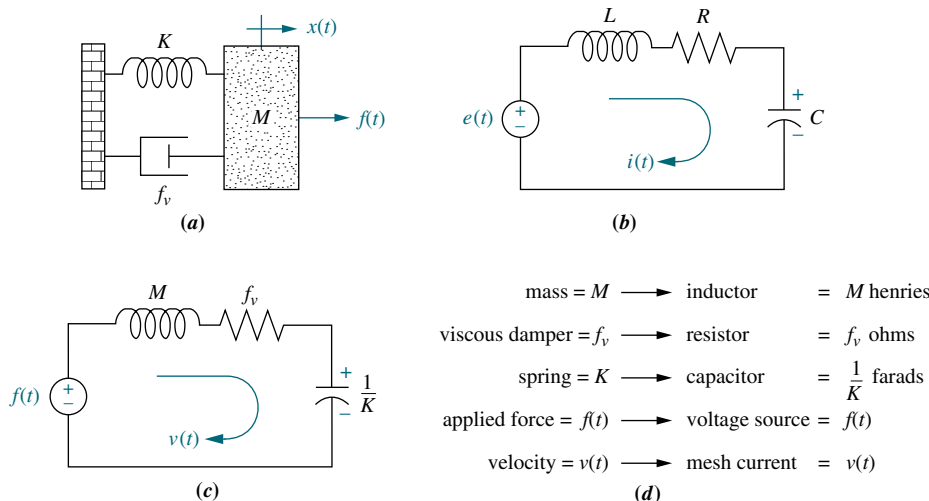 x(t)
K
M
f(t)
f_v
(a)
L
R
e(t)
+
−
+
−
C
i(t)
(b)
M
f_v
f(t)
+
−
+
−
1/K
v(t)
(c)
mass = M → inductor = M henries
viscous damper = f_v → resistor = f_v ohms
spring = K → capacitor = 1/K farads
applied force = f(t) → voltage source = f(t)
velocity = v(t) → mesh current = v(t)
(d)